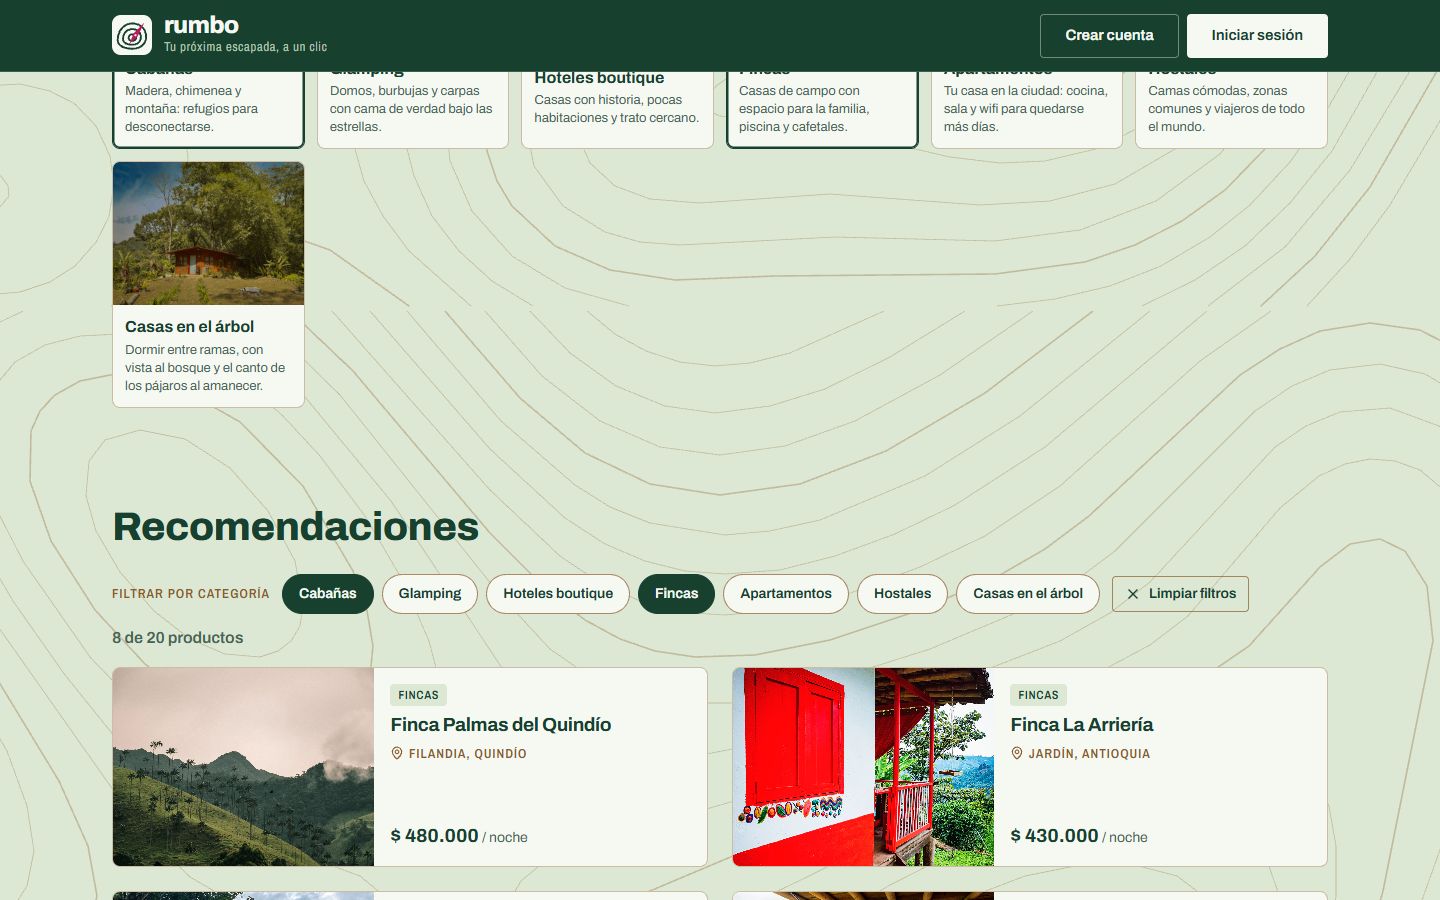 rumbo
Tu próxima escapada, a un clic
Crear cuenta
Iniciar sesión
Cabañas
Madera, chimenea y
montaña: refugios para
desconectarse.
Glamping
Domos, burbujas y carpas
con cama de verdad bajo las
estrellas.
Hoteles boutique
Casas con historia, pocas
habitaciones y trato cercano.
Fincas
Casas de campo con
espacio para la familia,
piscina y cafetales.
Apartamentos
Tu casa en la ciudad: cocina,
sala y wifi para quedarse
más días.
Hostales
Camas cómodas, zonas
comunes y viajeros de todo
el mundo.
Casas en el árbol
Dormir entre ramas, con
vista al bosque y el canto de
los pájaros al amanecer.
Recomendaciones
FILTRAR POR CATEGORÍA
Cabañas
Glamping
Hoteles boutique
Fincas
Apartamentos
Hostales
Casas en el árbol
Limpiar filtros
8 de 20 productos
FINCAS
Finca Palmas del Quindío
FILANDIA, QUINDÍO
$ 480.000 / noche
FINCAS
Finca La Arriería
JARDÍN, ANTIOQUIA
$ 430.000 / noche